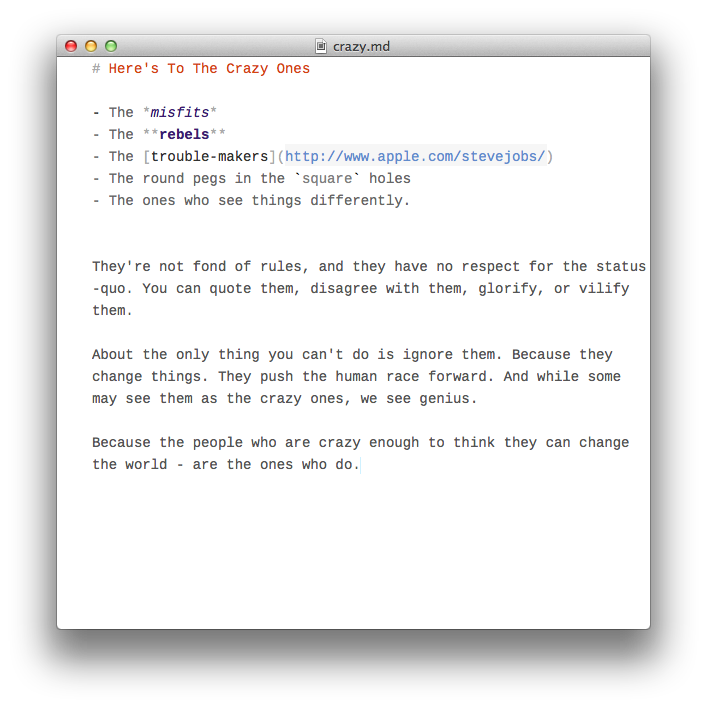 crazy.md
# Here's To The Crazy Ones
- The *misfits*
- The **rebels**
- The [trouble-makers](http://www.apple.com/stevejobs/)
- The round pegs in the `square` holes
- The ones who see things differently.
They're not fond of rules, and they have no respect for the status
-quo. You can quote them, disagree with them, glorify, or vilify
them.
About the only thing you can't do is ignore them. Because they
change things. They push the human race forward. And while some
may see them as the crazy ones, we see genius.
Because the people who are crazy enough to think they can change
the world - are the ones who do.